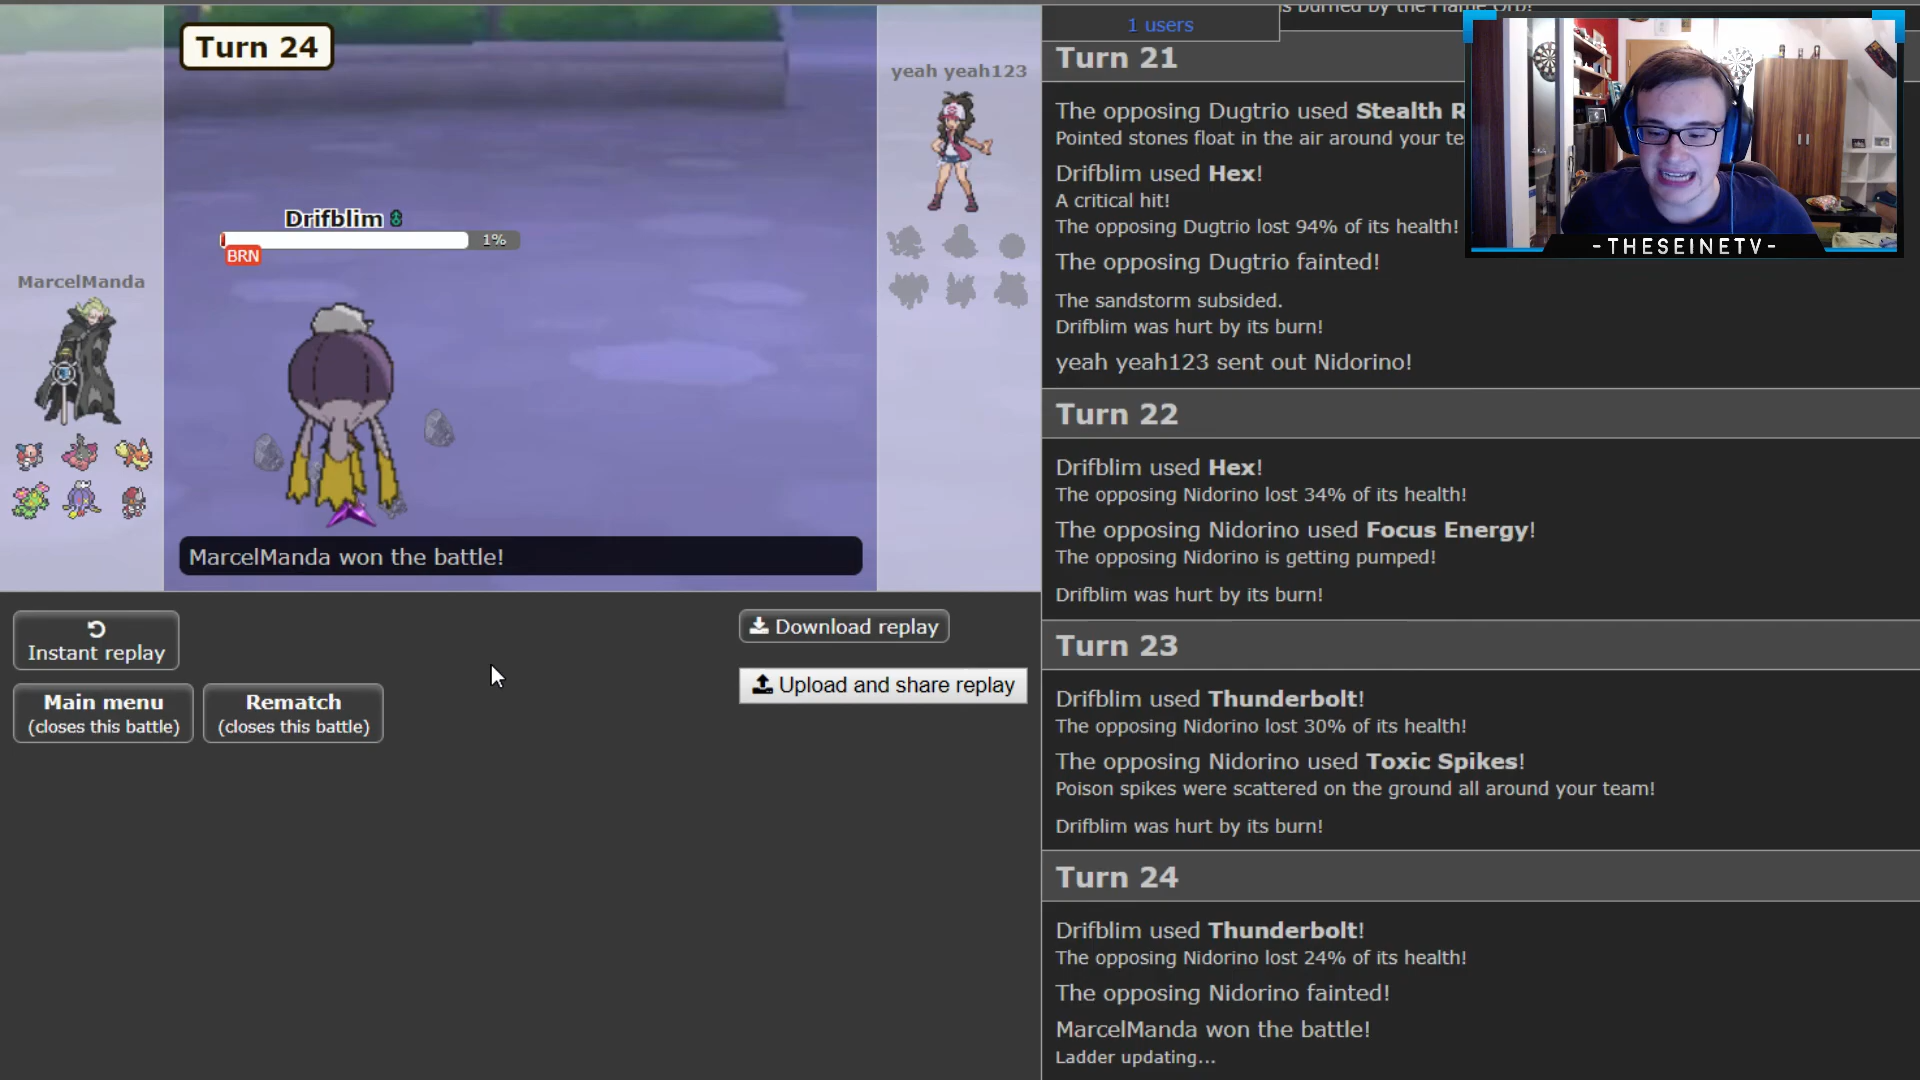 Turn 24
yeah yeah123
Drifblim
1%
BRN
MarcelManda
MarcelManda won the battle!
Instant replay
Main menu
(closes this battle)
Rematch
(closes this battle)
Download replay
Upload and share replay
1 users
s burned by the Flame Orb!
Turn 21
The opposing Dugtrio used Stealth R
Pointed stones float in the air around your te
Drifblim used Hex!
A critical hit!
The opposing Dugtrio lost 94% of its health!
The opposing Dugtrio fainted!
The sandstorm subsided.
Drifblim was hurt by its burn!
yeah yeah123 sent out Nidorino!
Turn 22
Drifblim used Hex!
The opposing Nidorino lost 34% of its health!
The opposing Nidorino used Focus Energy!
The opposing Nidorino is getting pumped!
Drifblim was hurt by its burn!
Turn 23
Drifblim used Thunderbolt!
The opposing Nidorino lost 30% of its health!
The opposing Nidorino used Toxic Spikes!
Poison spikes were scattered on the ground all around your team!
Drifblim was hurt by its burn!
Turn 24
Drifblim used Thunderbolt!
The opposing Nidorino lost 24% of its health!
The opposing Nidorino fainted!
MarcelManda won the battle!
Ladder updating...
-THESEINETV-